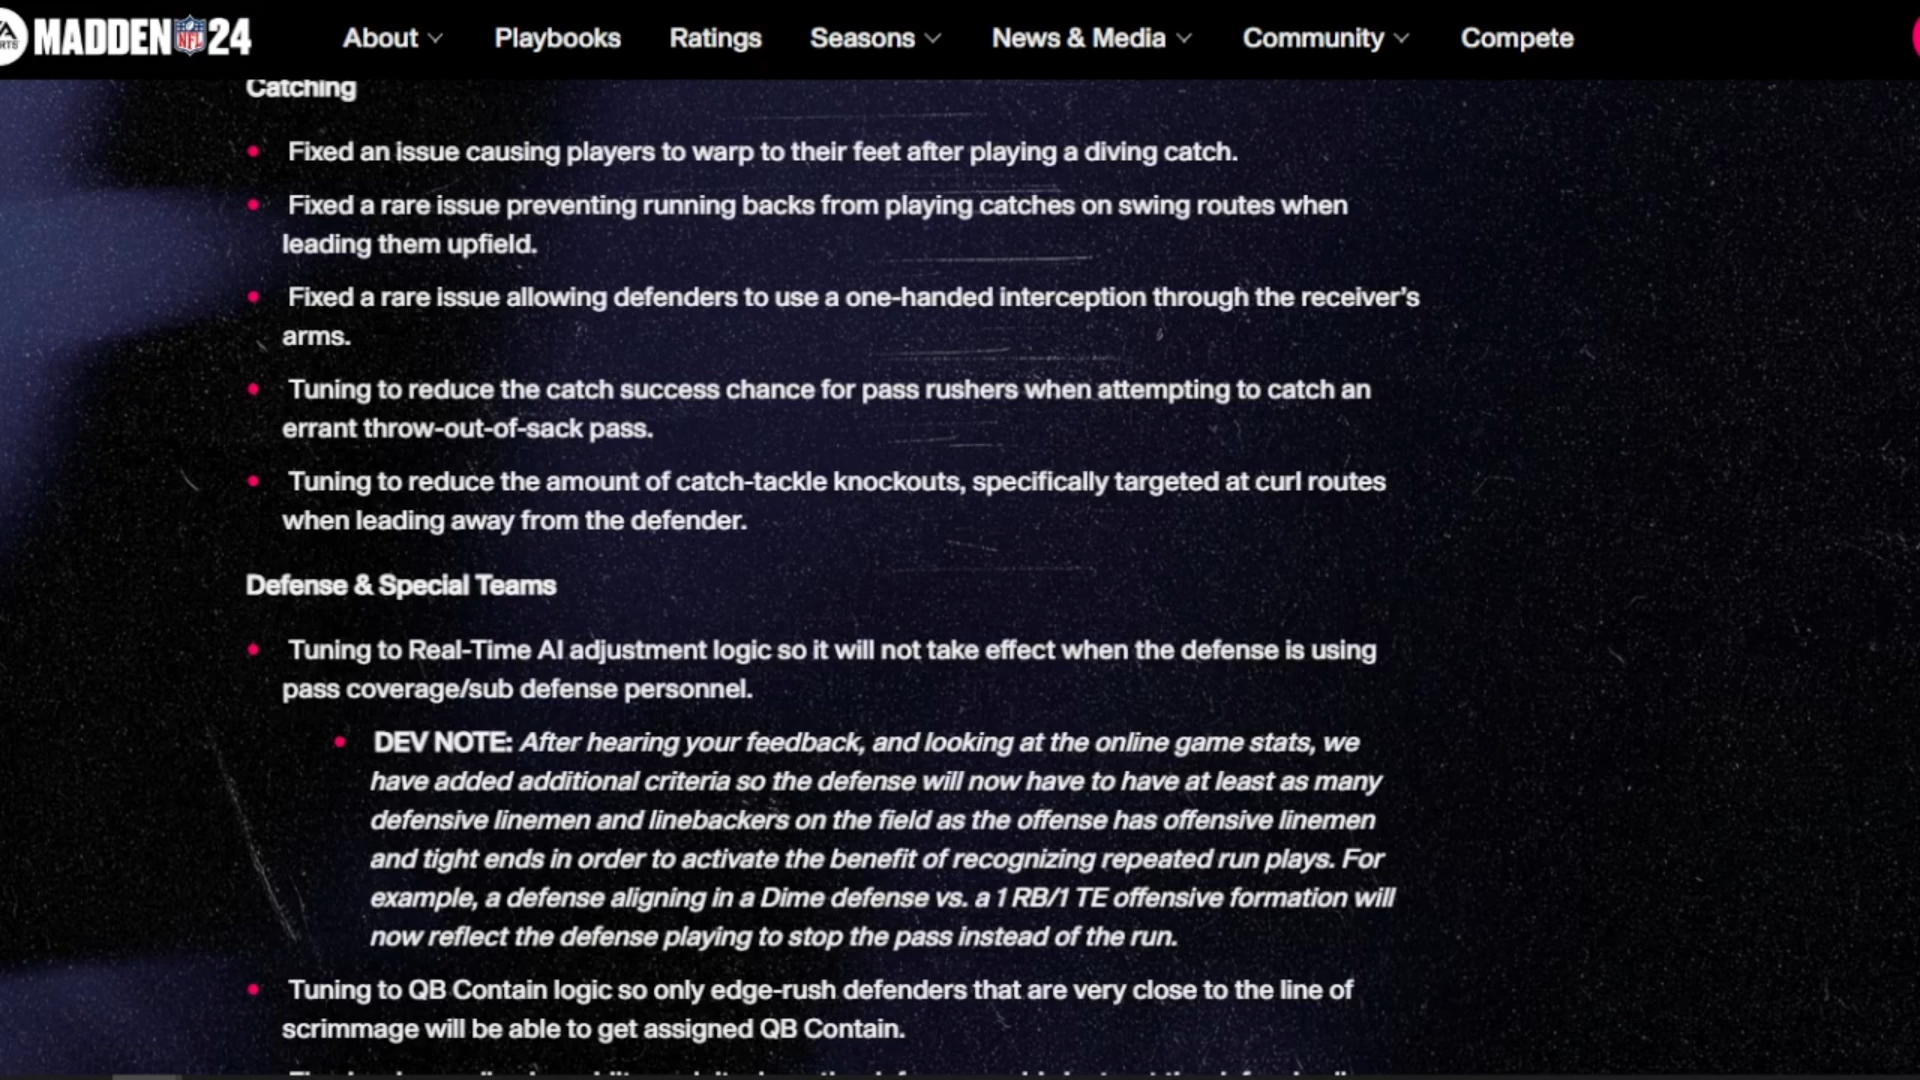 MADDEN NFL 24
About
Playbooks
Ratings
Seasons
News & Media
Community
Compete
Catching
Fixed an issue causing players to warp to their feet after playing a diving catch.
Fixed a rare issue preventing running backs from playing catches on swing routes when
leading them upfield.
Fixed a rare issue allowing defenders to use a one-handed interception through the receiver’s
arms.
Tuning to reduce the catch success chance for pass rushers when attempting to catch an
errant throw-out-of-sack pass.
Tuning to reduce the amount of catch-tackle knockouts, specifically targeted at curl routes
when leading away from the defender.
Defense & Special Teams
Tuning to Real-Time AI adjustment logic so it will not take effect when the defense is using
pass coverage/sub defense personnel.
DEV NOTE: After hearing your feedback, and looking at the online game stats, we
have added additional criteria so the defense will now have to have at least as many
defensive linemen and linebackers on the field as the offense has offensive linemen
and tight ends in order to activate the benefit of recognizing repeated run plays. For
example, a defense aligning in a Dime defense vs. a 1 RB/1 TE offensive formation will
now reflect the defense playing to stop the pass instead of the run.
Tuning to QB Contain logic so only edge-rush defenders that are very close to the line of
scrimmage will be able to get assigned QB Contain.